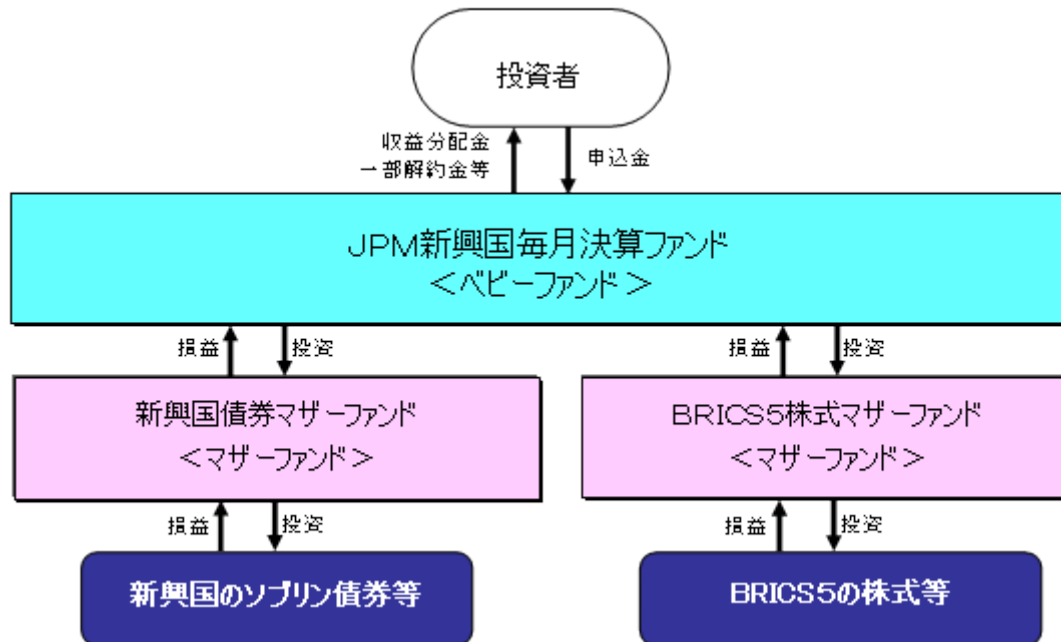 投資者
収益分配金
一部解約金等
申込金
JPM新興国毎月決算ファンド
＜ベビーファンド＞
損益
投資
損益
投資
新興国債券マザーファンド
＜マザーファンド＞
BRICS5株式マザーファンド
＜マザーファンド＞
損益
投資
損益
投資
新興国のソブリン債券等
BRICS5の株式等